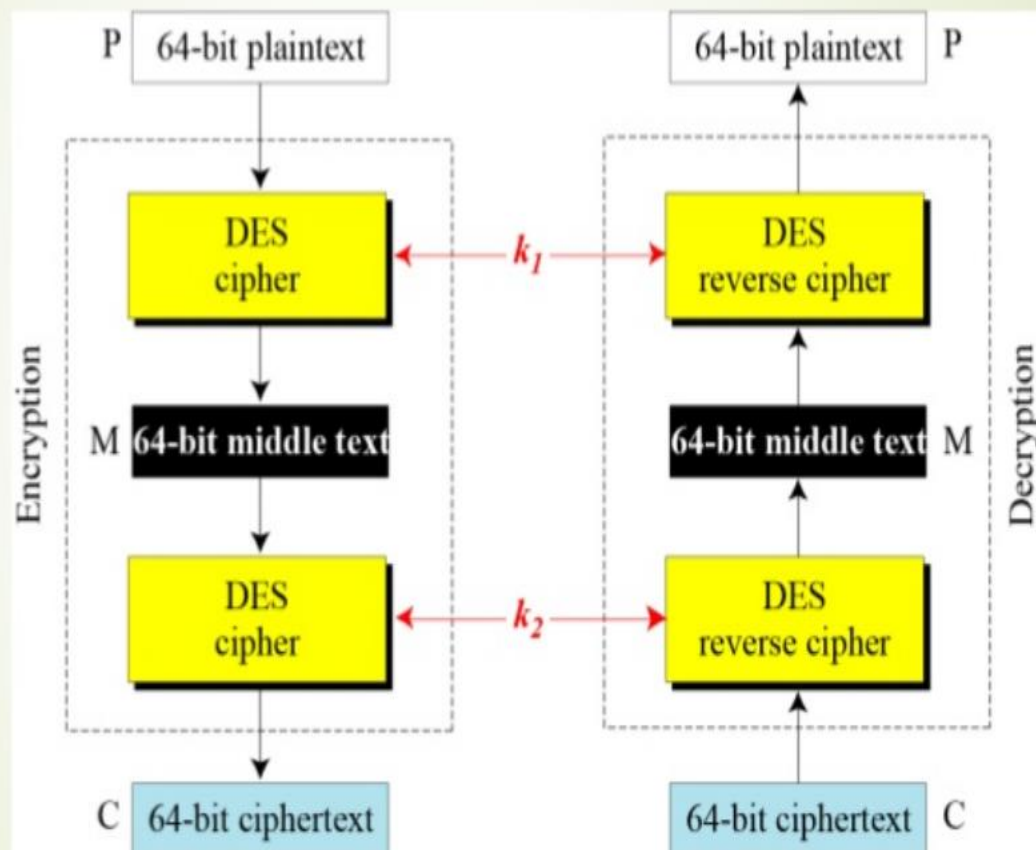 P 64-bit plaintext
64-bit plaintext P
DES
cipher
k1
DES
reverse cipher
Encryption
M 64-bit middle text
64-bit middle text M
Decryption
DES
cipher
k2
DES
reverse cipher
C 64-bit ciphertext
64-bit ciphertext C